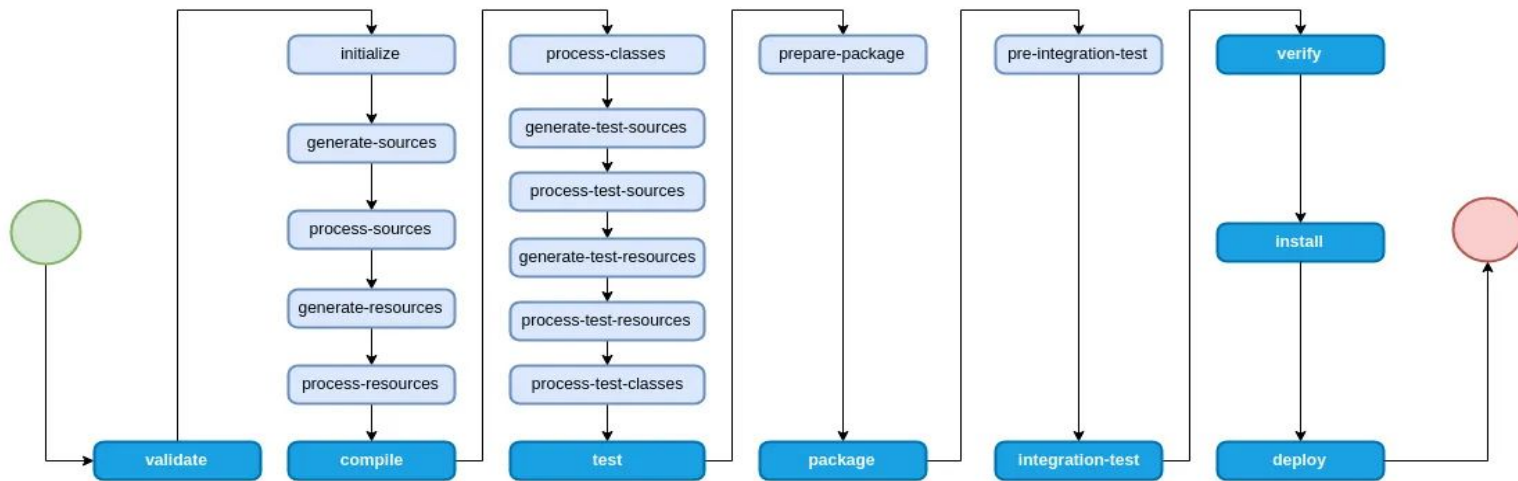 validate
initialize
generate-sources
process-sources
generate-resources
process-resources
compile
process-classes
generate-test-sources
process-test-sources
generate-test-resources
process-test-resources
process-test-classes
test
prepare-package
package
pre-integration-test
integration-test
verify
install
deploy